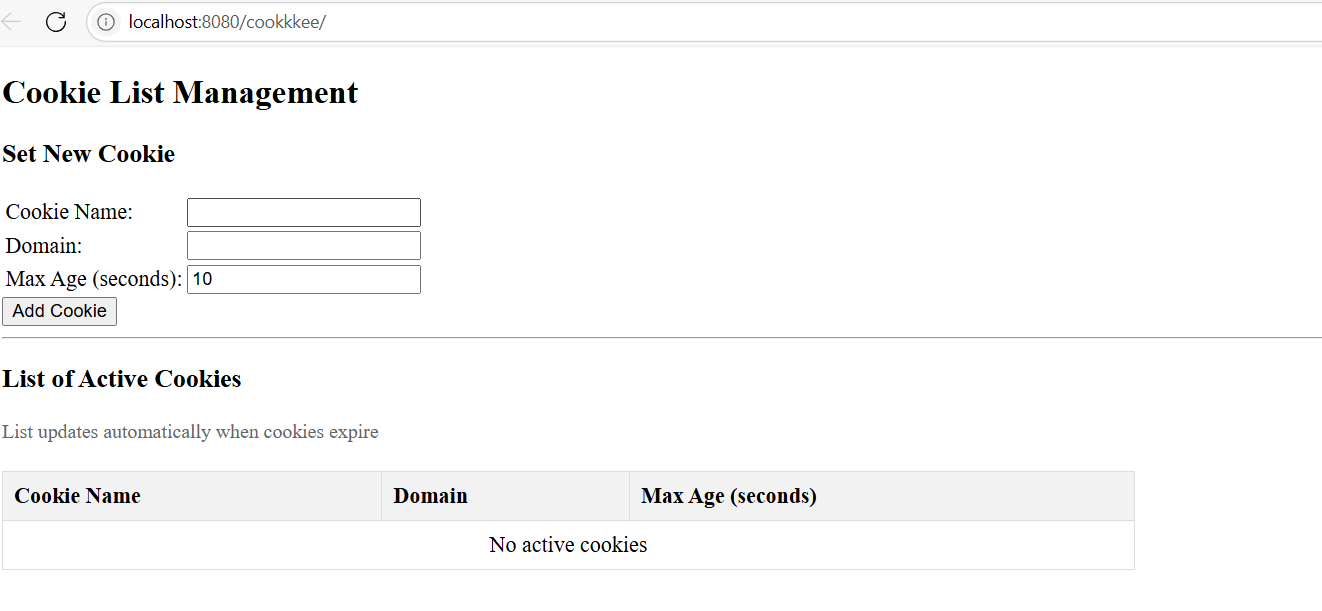 localhost:8080/cookkkee/
Cookie List Management
Set New Cookie
Cookie Name:
Domain:
Max Age (seconds): 10
Add Cookie
List of Active Cookies
List updates automatically when cookies expire
Cookie Name Domain Max Age (seconds)
No active cookies